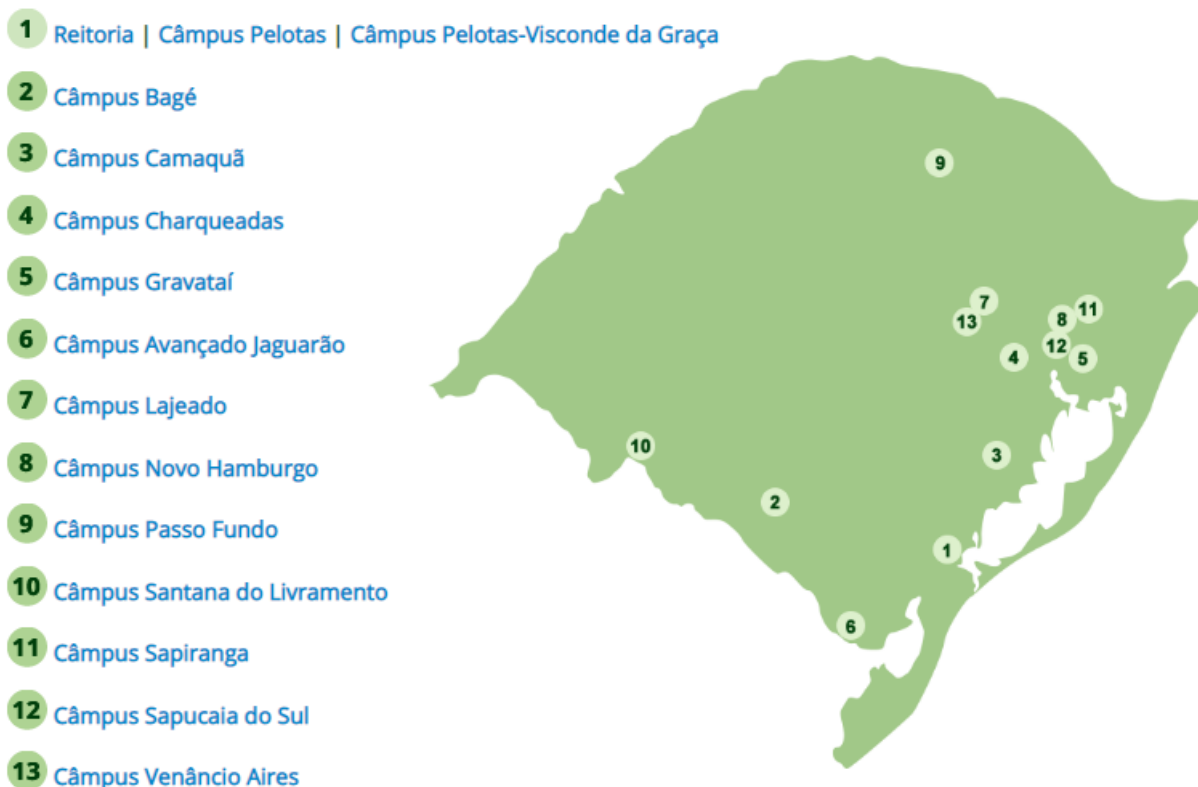 1 Reitoria | Câmpus Pelotas | Câmpus Pelotas-Visconde da Graça
2 Câmpus Bagé
3 Câmpus Camaquã
4 Câmpus Charqueadas
5 Câmpus Gravataí
6 Câmpus Avançado Jaguarão
7 Câmpus Lajeado
8 Câmpus Novo Hamburgo
9 Câmpus Passo Fundo
10 Câmpus Santana do Livramento
11 Câmpus Sapiranga
12 Câmpus Sapucaia do Sul
13 Câmpus Venâncio Aires
9
7
11
13
8
12
4
5
10
3
2
1
6